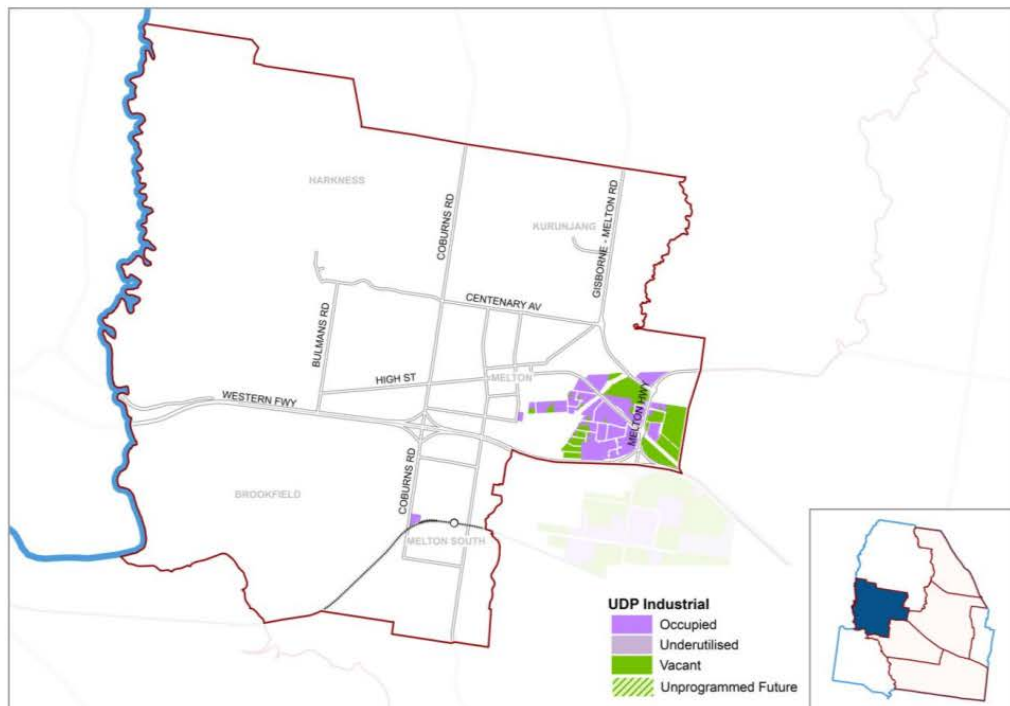 HARKNESS
COBURNS RD
KURUNJANG
GISBORNE - MELTON RD
CENTENARY AV
BULMANS RD
HIGH ST
MELTON
WESTERN FWY
MELTON HWY
COBURNS RD
BROOKFIELD
MELTON SOUTH
UDP Industrial
Occupied
Underutilised
Vacant
Unprogrammed Future